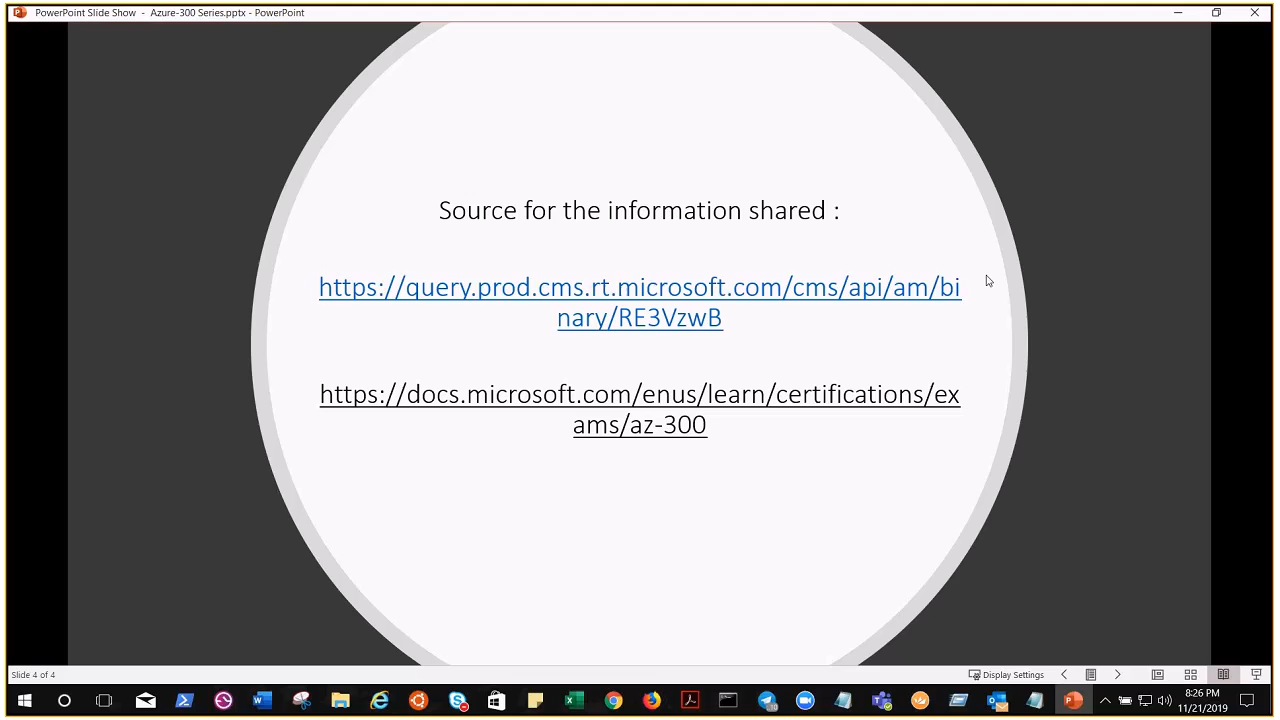 PowerPoint Slide Show - Azure-300 Series.pptx - PowerPoint
Source for the information shared :
https://query.prod.cms.rt.microsoft.com/cms/api/am/bi
nary/RE3VzwB
https://docs.microsoft.com/enus/learn/certifications/ex
ams/az-300
Slide 4 of 4
Display Settings
8:26 PM
11/21/2019